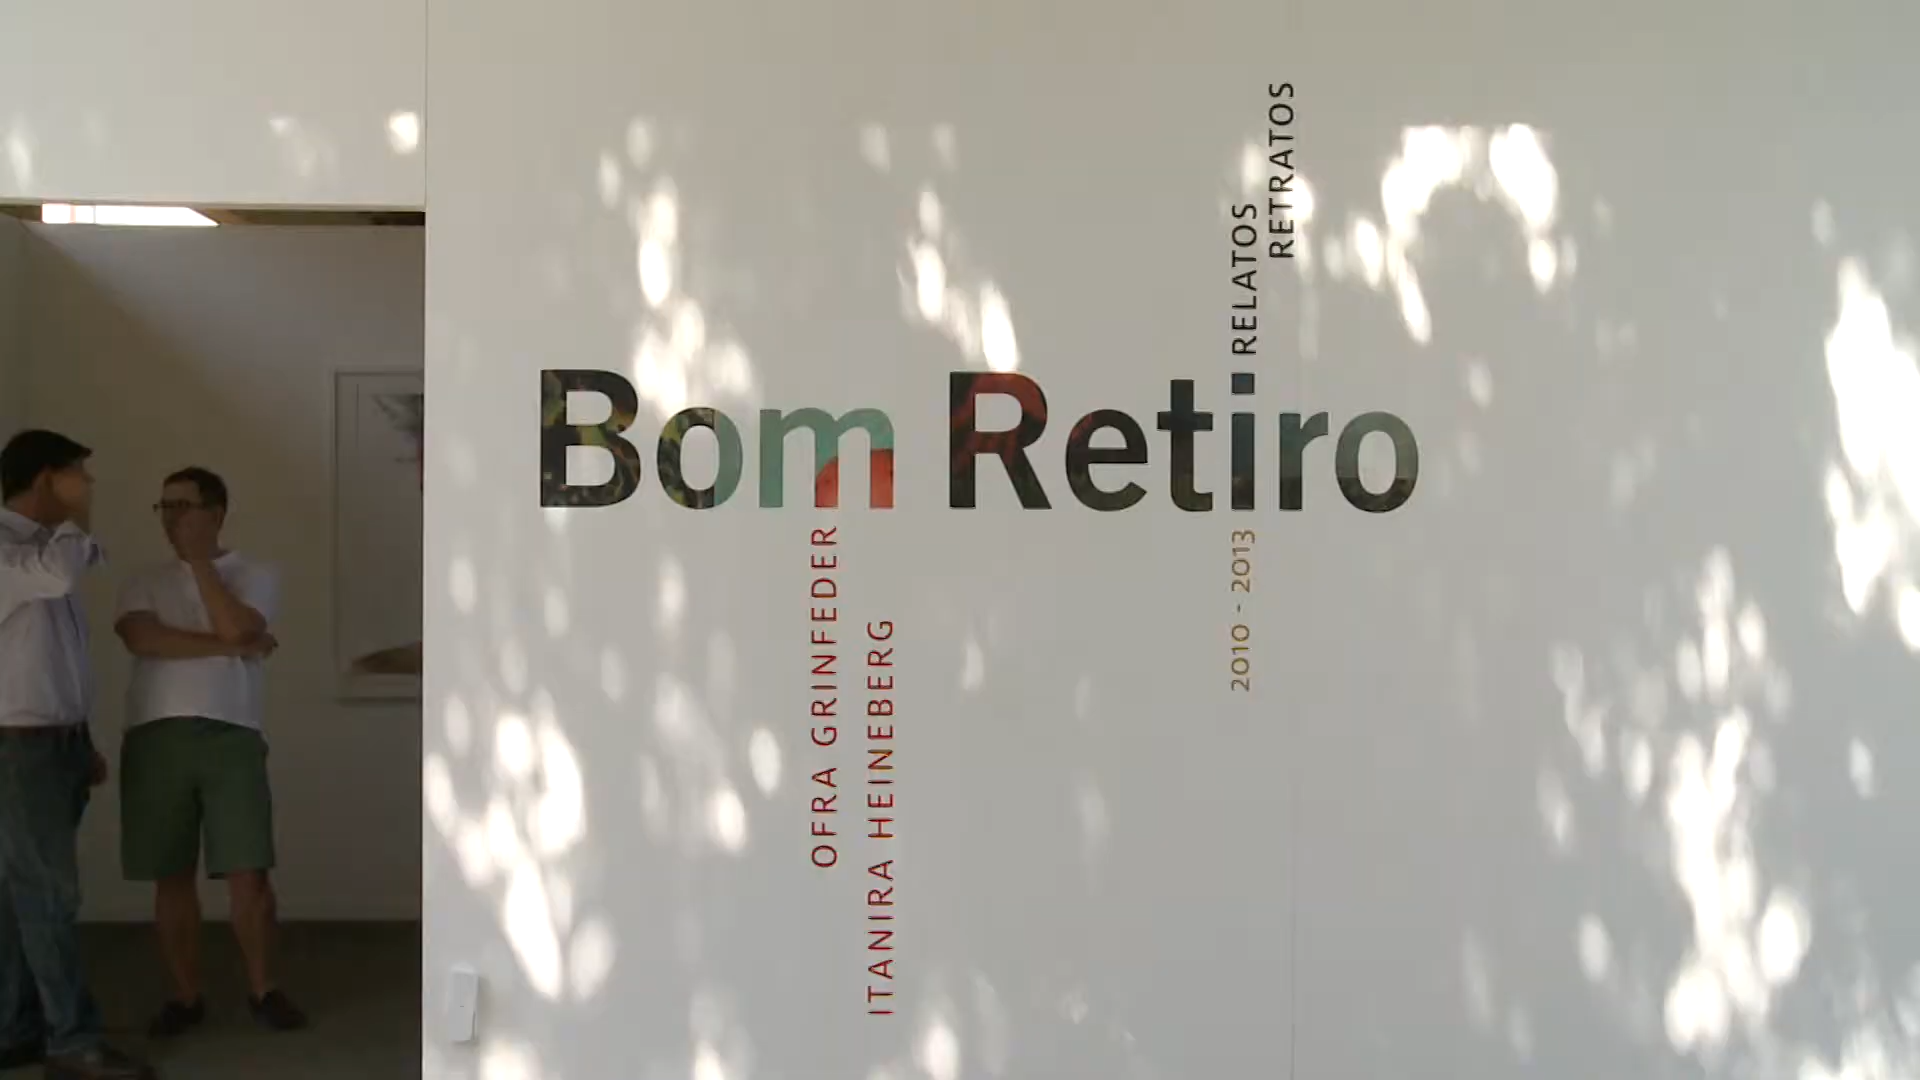 RETRATOS
RELATOS
Bom Retiro
OFRA GRINFEDER
ITANIRA HEINEBERG
2010 - 2013